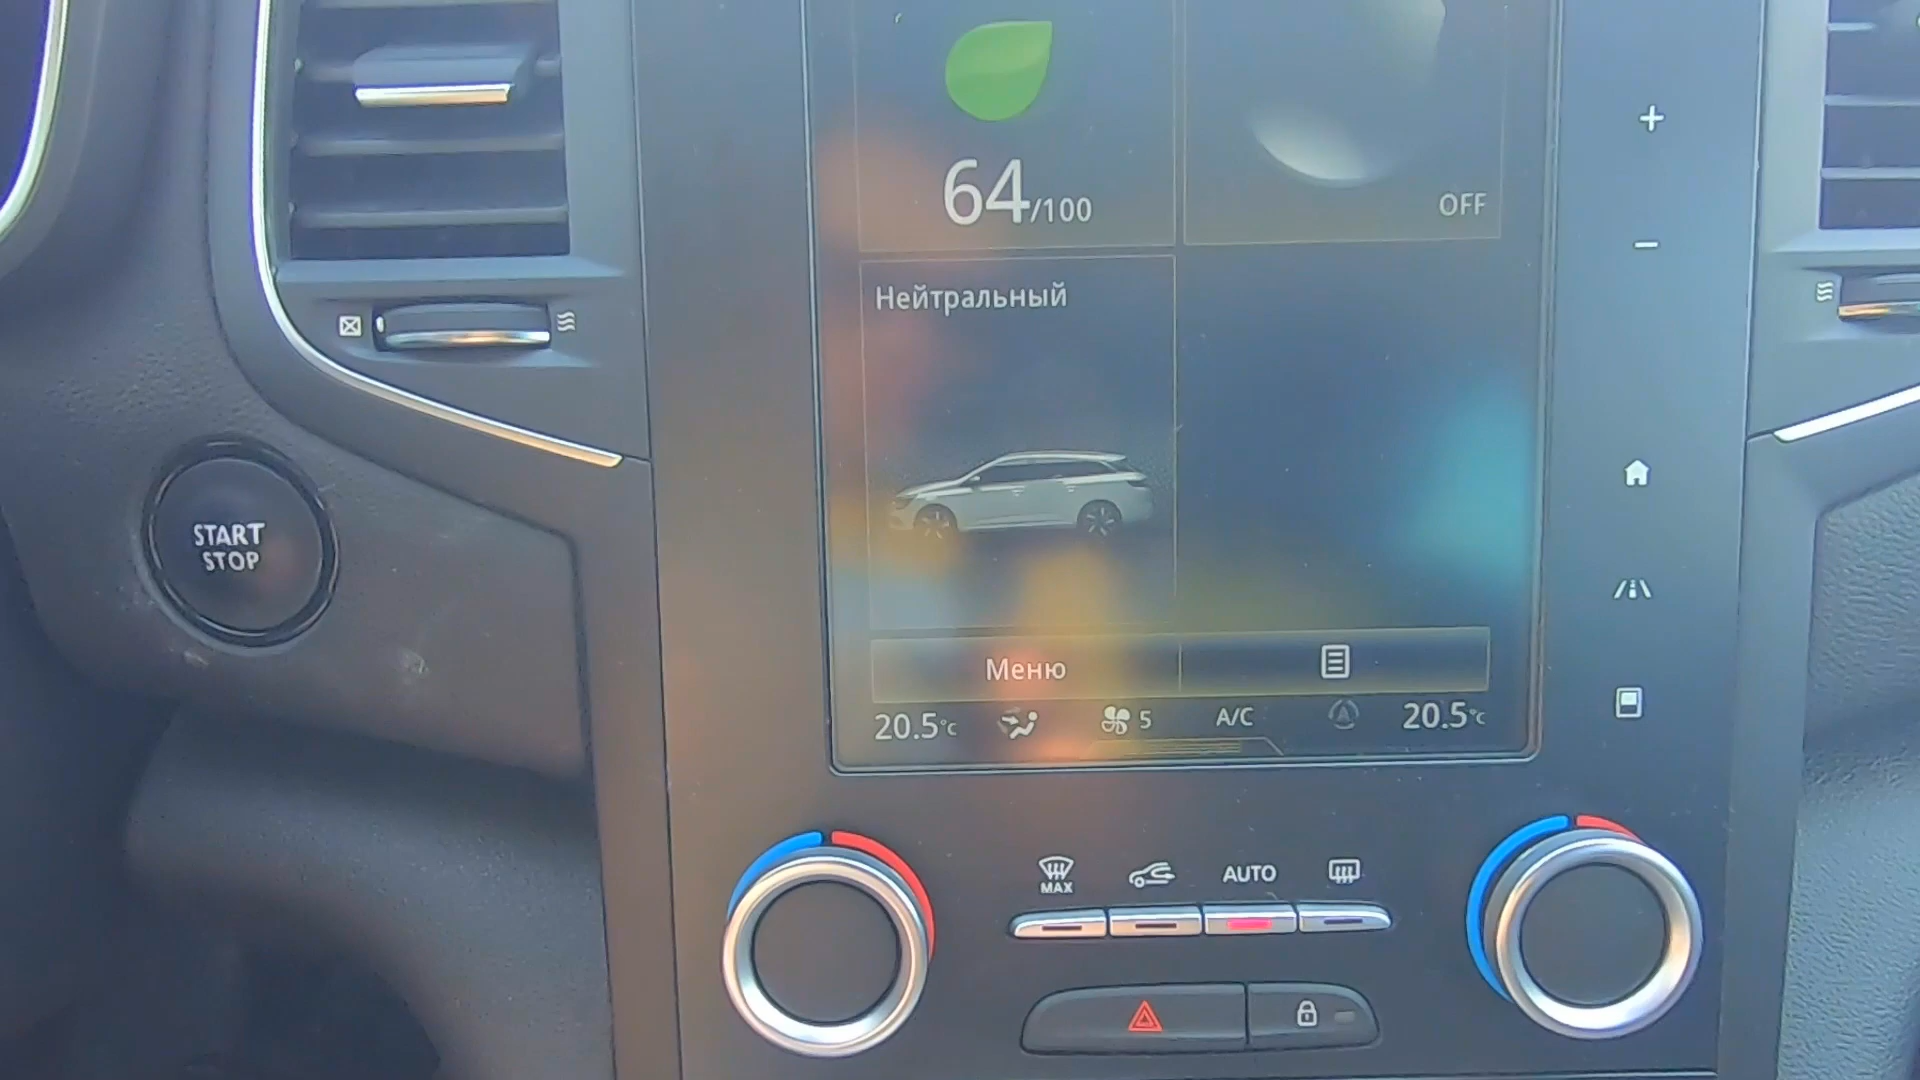 64/100
OFF
Нейтральный
START
STOP
Меню
20.5°C
5
A/C
20.5°C
MAX
AUTO